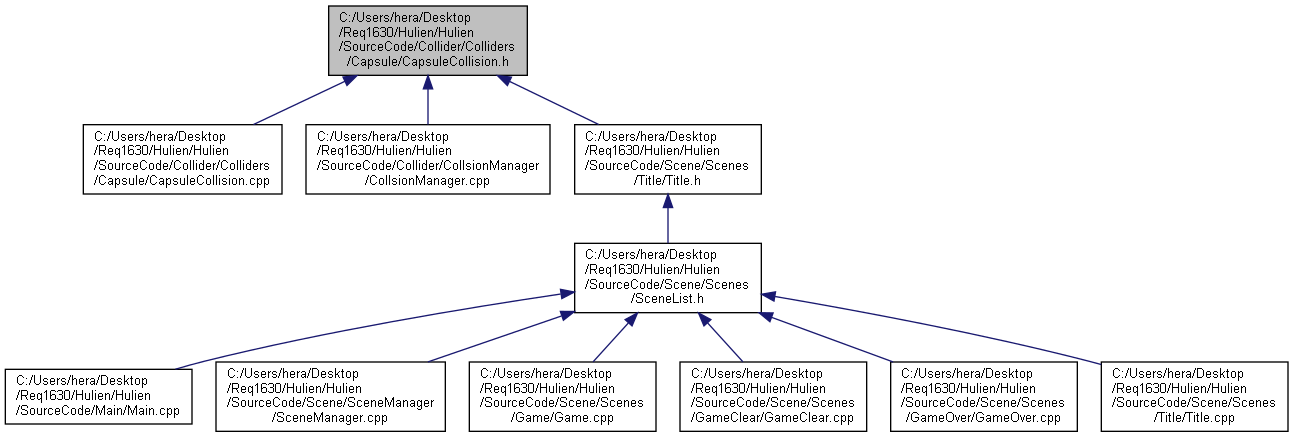 C:/Users/hera/Desktop
/Req1630/Hulien/Hulien
/SourceCode/Collider/Colliders
/Capsule/CapsuleCollision.h
C:/Users/hera/Desktop
/Req1630/Hulien/Hulien
/SourceCode/Collider/Colliders
/Capsule/CapsuleCollision.cpp
C:/Users/hera/Desktop
/Req1630/Hulien/Hulien
/SourceCode/Collider/CollsionManager
/CollsionManager.cpp
C:/Users/hera/Desktop
/Req1630/Hulien/Hulien
/SourceCode/Scene/Scenes
/Title/Title.h
C:/Users/hera/Desktop
/Req1630/Hulien/Hulien
/SourceCode/Scene/Scenes
/SceneList.h
C:/Users/hera/Desktop
/Req1630/Hulien/Hulien
/SourceCode/Main/Main.cpp
C:/Users/hera/Desktop
/Req1630/Hulien/Hulien
/SourceCode/Scene/SceneManager
/SceneManager.cpp
C:/Users/hera/Desktop
/Req1630/Hulien/Hulien
/SourceCode/Scene/Scenes
/Game/Game.cpp
C:/Users/hera/Desktop
/Req1630/Hulien/Hulien
/SourceCode/Scene/Scenes
/GameClear/GameClear.cpp
C:/Users/hera/Desktop
/Req1630/Hulien/Hulien
/SourceCode/Scene/Scenes
/GameOver/GameOver.cpp
C:/Users/hera/Desktop
/Req1630/Hulien/Hulien
/SourceCode/Scene/Scenes
/Title/Title.cpp